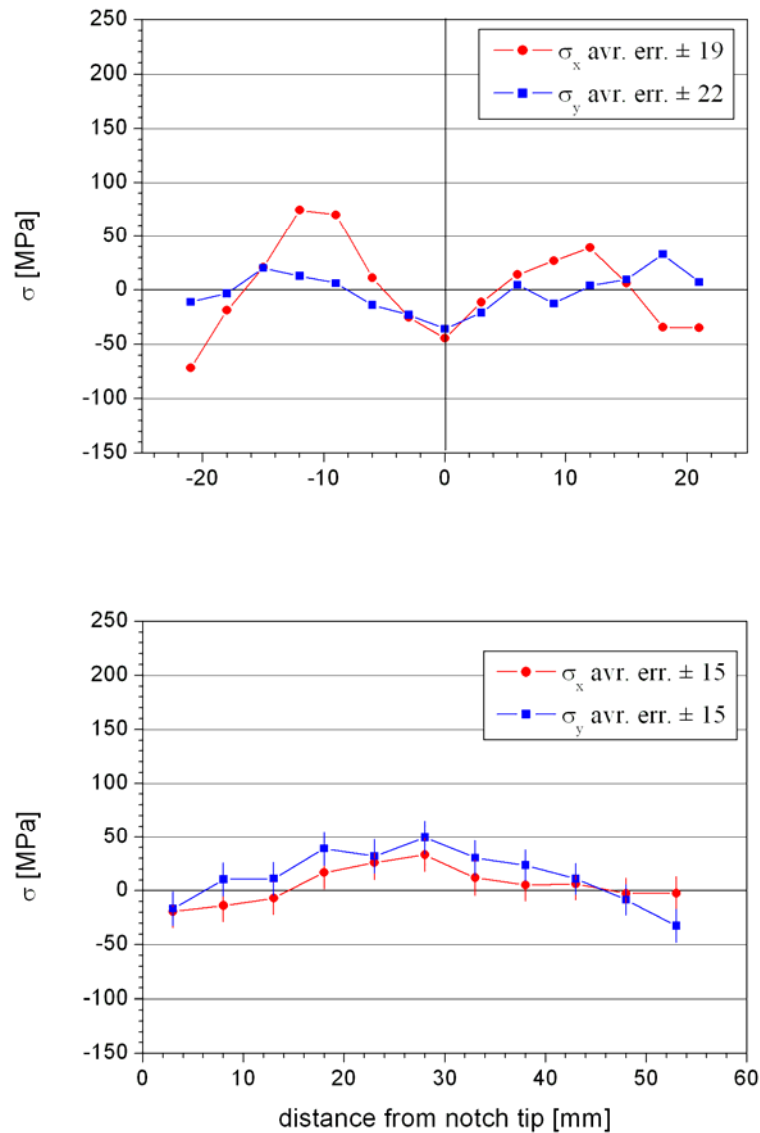 250
200
150
100
50
0
-50
-100
-150
σ [MPa]
σx avr. err. ± 19
σy avr. err. ± 22
-20 -10 0 10 20
250
200
150
100
50
0
-50
-100
-150
σ [MPa]
σx avr. err. ± 15
σy avr. err. ± 15
0 10 20 30 40 50 60
distance from notch tip [mm]